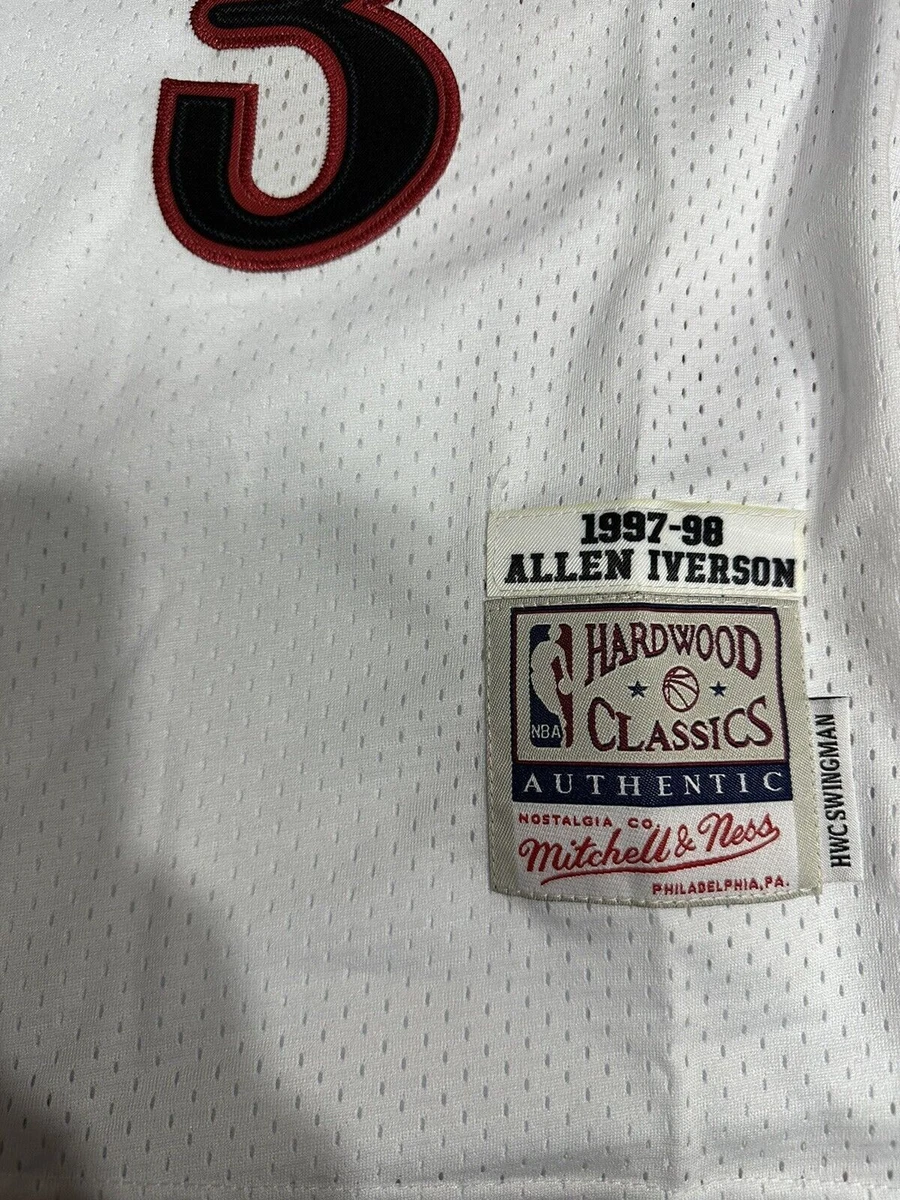 3
1997-98
ALLEN IVERSON
HARDWOOD
NBA
CLASSICS
AUTHENTIC
NOSTALGIA CO.
Mitchell & Ness
PHILADELPHIA, PA.
HWC SWINGMAN